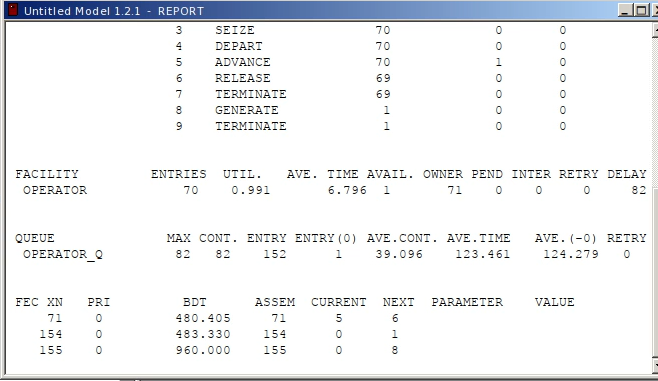 Untitled Model 1.2.1 - REPORT
3 SEIZE 70 0 0
4 DEPART 70 0 0
5 ADVANCE 70 1 0
6 RELEASE 69 0 0
7 TERMINATE 69 0 0
8 GENERATE 1 0 0
9 TERMINATE 1 0 0
FACILITY ENTRIES UTIL. AVE. TIME AVAIL. OWNER PEND INTER RETRY DELAY
OPERATOR 70 0.991 6.796 1 71 0 0 0 82
QUEUE MAX CONT. ENTRY ENTRY(0) AVE.CONT. AVE.TIME AVE.(-0) RETRY
OPERATOR_Q 82 82 152 1 39.096 123.461 124.279 0
FEC XN PRI BDT ASSEM CURRENT NEXT PARAMETER VALUE
71 0 480.405 71 5 6
154 0 483.330 154 0 1
155 0 960.000 155 0 8